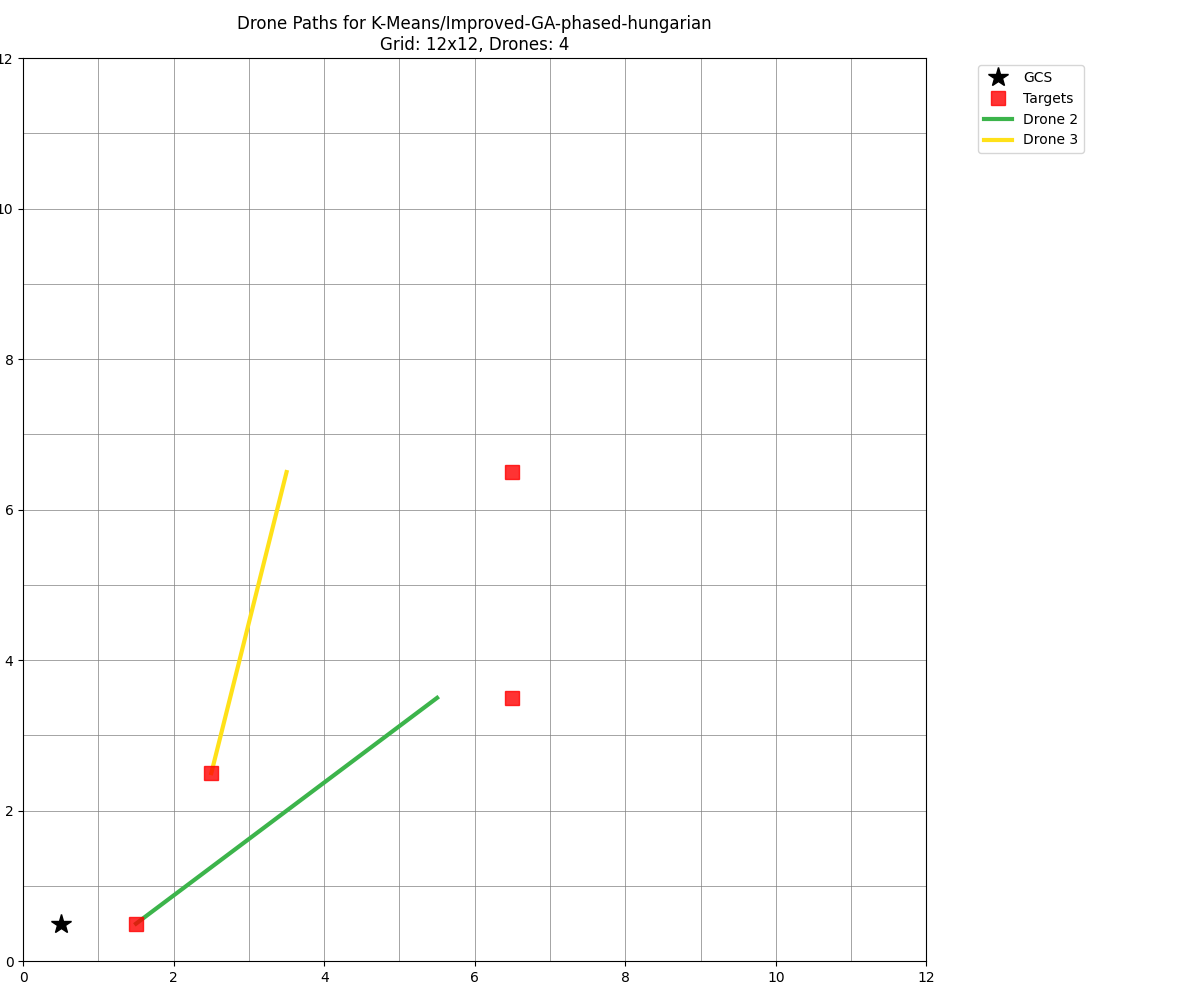 Drone Paths for K-Means/Improved-GA-phased-hungarian
Grid: 12x12, Drones: 4
GCS
Targets
Drone 2
Drone 3
12
10
8
6
4
2
0
0 2 4 6 8 10 12